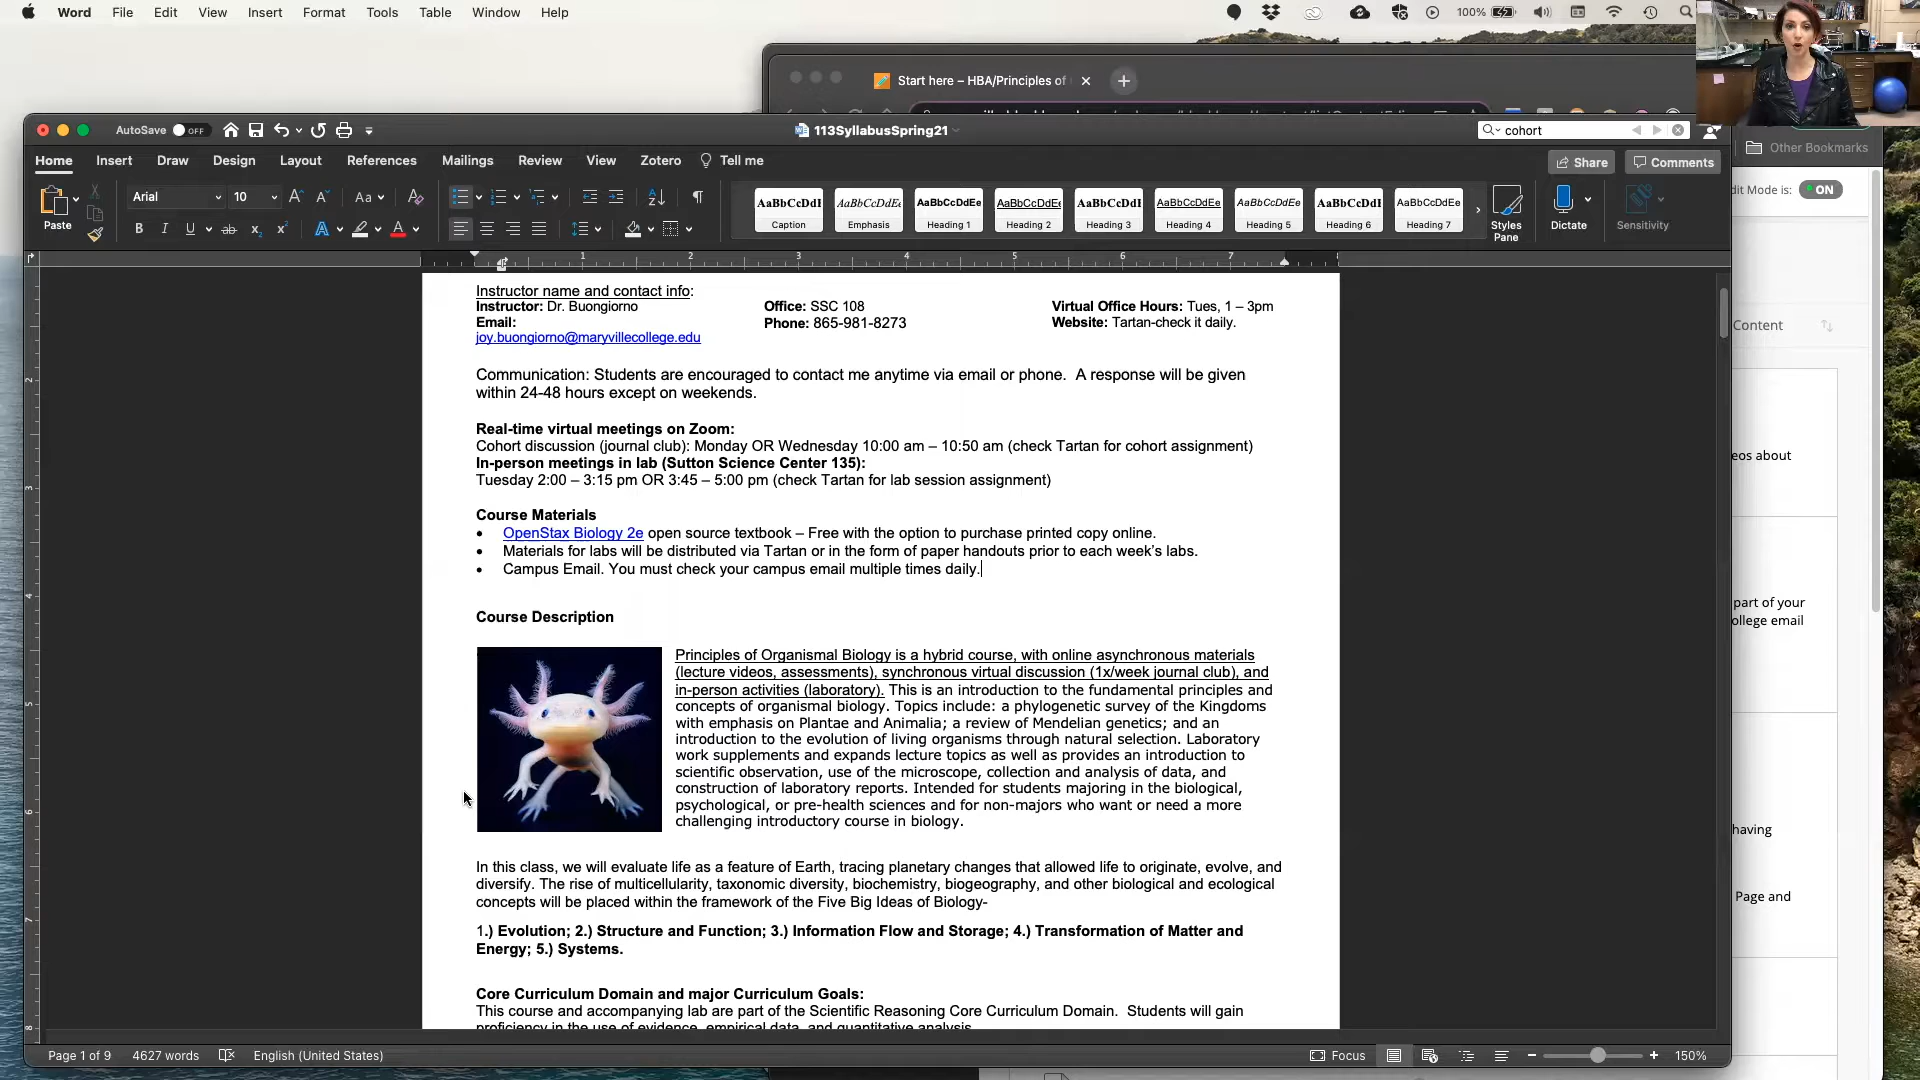 Word File Edit View Insert Format Tools Table Window Help
100%
Start here – HBA/Principles of
AutoSave OFF
113SyllabusSpring21
cohort
Other Bookmarks
Home Insert Draw Design Layout References Mailings Review View Zotero Tell me
Share Comments
dit Mode is: ON
Paste
Arial 10
AaBbCcDdE AaBbCcDdEe AaBbCcDdEe AaBbCcDdEe AaBbCcDdE AaBbCcDdEe AaBbCcDdEe AaBbCcDdE AaBbCcDdEe
Caption Emphasis Heading 1 Heading 2 Heading 3 Heading 4 Heading 5 Heading 6 Heading 7
Styles Pane
Dictate
Sensitivity
1 2 3 4 5 6 7
Instructor name and contact info:
Instructor: Dr. Buongiorno Office: SSC 108 Virtual Office Hours: Tues, 1 – 3pm
Email: Phone: 865-981-8273 Website: Tartan-check it daily.
joy.buongiorno@maryvillecollege.edu
Communication: Students are encouraged to contact me anytime via email or phone. A response will be given
within 24-48 hours except on weekends.
Real-time virtual meetings on Zoom:
Cohort discussion (journal club): Monday OR Wednesday 10:00 am – 10:50 am (check Tartan for cohort assignment)
In-person meetings in lab (Sutton Science Center 135):
Tuesday 2:00 – 3:15 pm OR 3:45 – 5:00 pm (check Tartan for lab session assignment)
Course Materials
• OpenStax Biology 2e open source textbook – Free with the option to purchase printed copy online.
• Materials for labs will be distributed via Tartan or in the form of paper handouts prior to each week's labs.
• Campus Email. You must check your campus email multiple times daily.
Course Description
Principles of Organismal Biology is a hybrid course, with online asynchronous materials
(lecture videos, assessments), synchronous virtual discussion (1x/week journal club), and
in-person activities (laboratory). This is an introduction to the fundamental principles and
concepts of organismal biology. Topics include: a phylogenetic survey of the Kingdoms
with emphasis on Plantae and Animalia; a review of Mendelian genetics; and an
introduction to the evolution of living organisms through natural selection. Laboratory
work supplements and expands lecture topics as well as provides an introduction to
scientific observation, use of the microscope, collection and analysis of data, and
construction of laboratory reports. Intended for students majoring in the biological,
psychological, or pre-health sciences and for non-majors who want or need a more
challenging introductory course in biology.
In this class, we will evaluate life as a feature of Earth, tracing planetary changes that allowed life to originate, evolve, and
diversify. The rise of multicellularity, taxonomic diversity, biochemistry, biogeography, and other biological and ecological
concepts will be placed within the framework of the Five Big Ideas of Biology-
1.) Evolution; 2.) Structure and Function; 3.) Information Flow and Storage; 4.) Transformation of Matter and
Energy; 5.) Systems.
Core Curriculum Domain and major Curriculum Goals:
This course and accompanying lab are part of the Scientific Reasoning Core Curriculum Domain. Students will gain
proficiency in the use of evidence, empirical data, and quantitative analysis.
Content
eos about
part of your
ollege email
having
Page and
Page 1 of 9 4627 words English (United States) Focus 150%